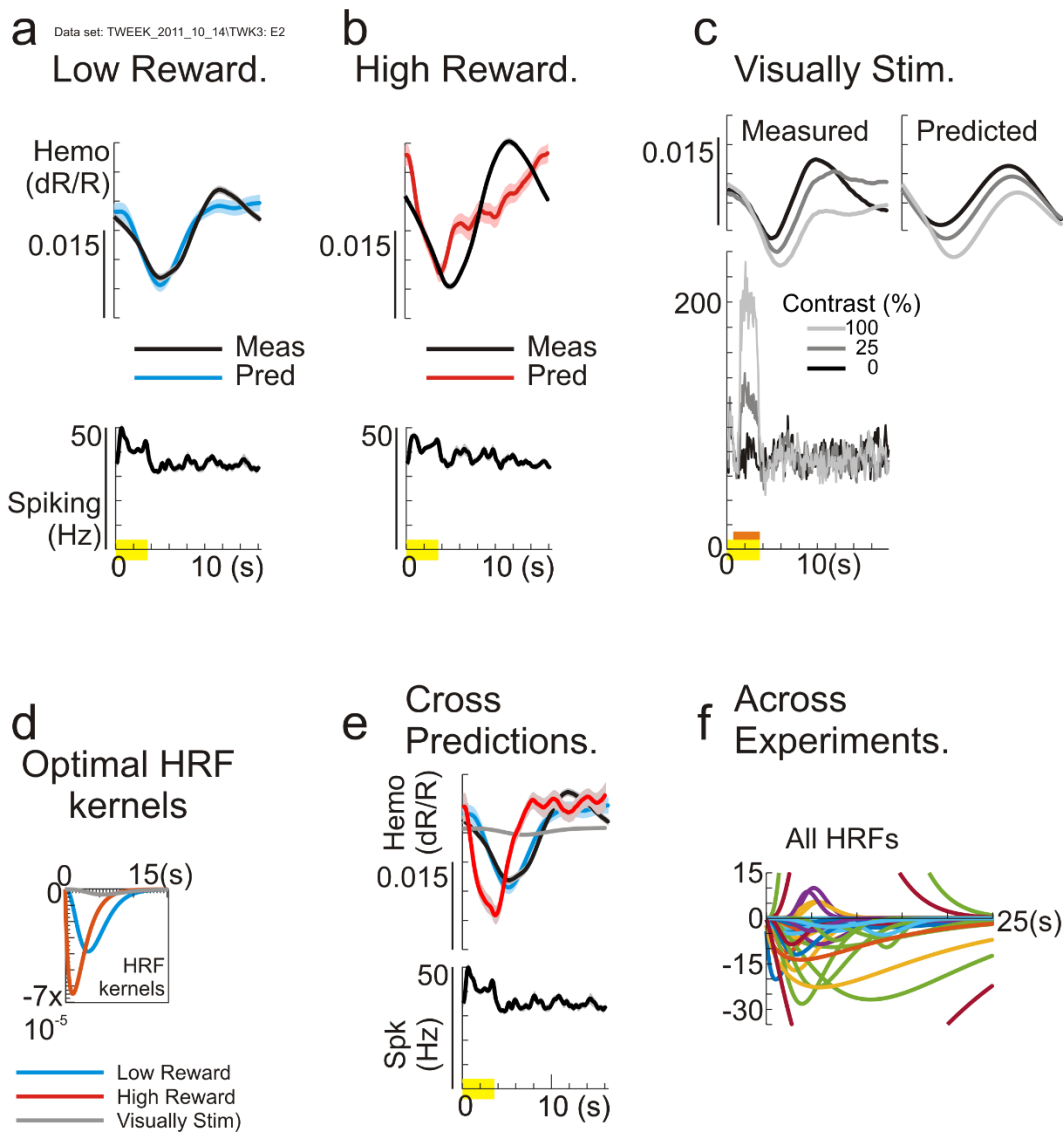 a
Data set: TWEEK_2011_10_14\TWK3: E2
Low Reward.
Hemo
(dR/R)
0.015
Meas
Pred
50
Spiking
(Hz)
0 10 (s)
b
High Reward.
0.015
Meas
Pred
50
0 10 (s)
c
Visually Stim.
Measured
Predicted
0.015
200
Contrast (%)
100
25
0
0
0 10(s)
d
Optimal HRF
kernels
0 15(s)
0
HRF
kernels
-7x
10-5
Low Reward
High Reward
Visually Stim)
e
Cross
Predictions.
Hemo
(dR/R)
0.015
50
Spk
(Hz)
0 10 (s)
f
Across
Experiments.
All HRFs
15
0
25(s)
-15
-30